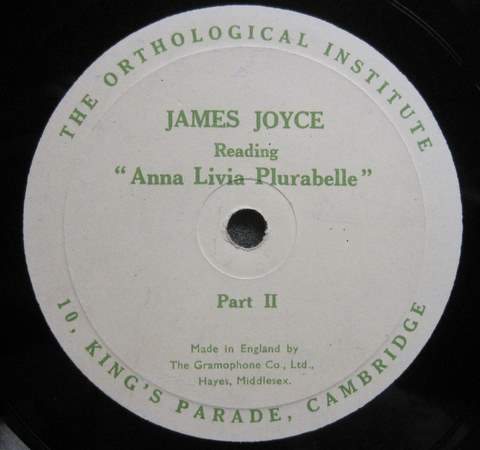 THE ORTHOLOGICAL INSTITUTE
JAMES JOYCE
Reading
"Anna Livia Plurabelle"
Part II
Made in England by
The Gramophone Co., Ltd.,
Hayes, Middlesex.
10, KING'S PARADE, CAMBRIDGE